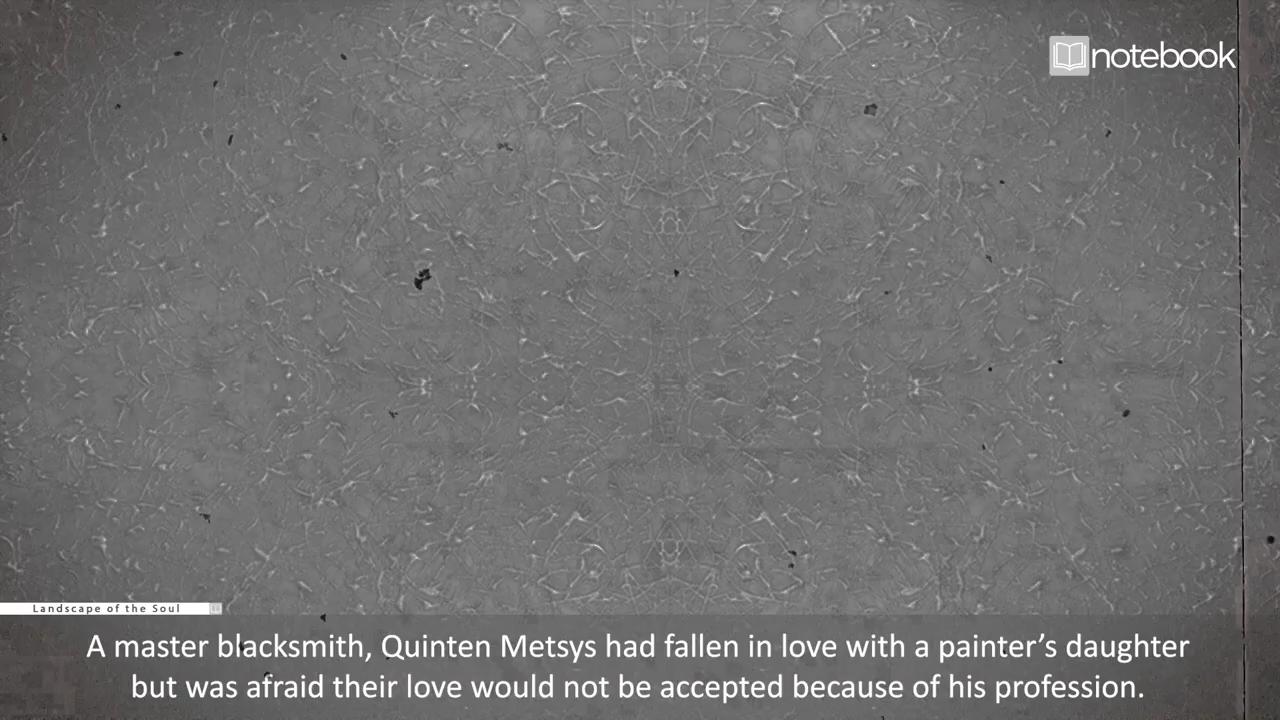 notebook
Landscape of the Soul
A master blacksmith, Quinten Metsys had fallen in love with a painter’s daughter
but was afraid their love would not be accepted because of his profession.